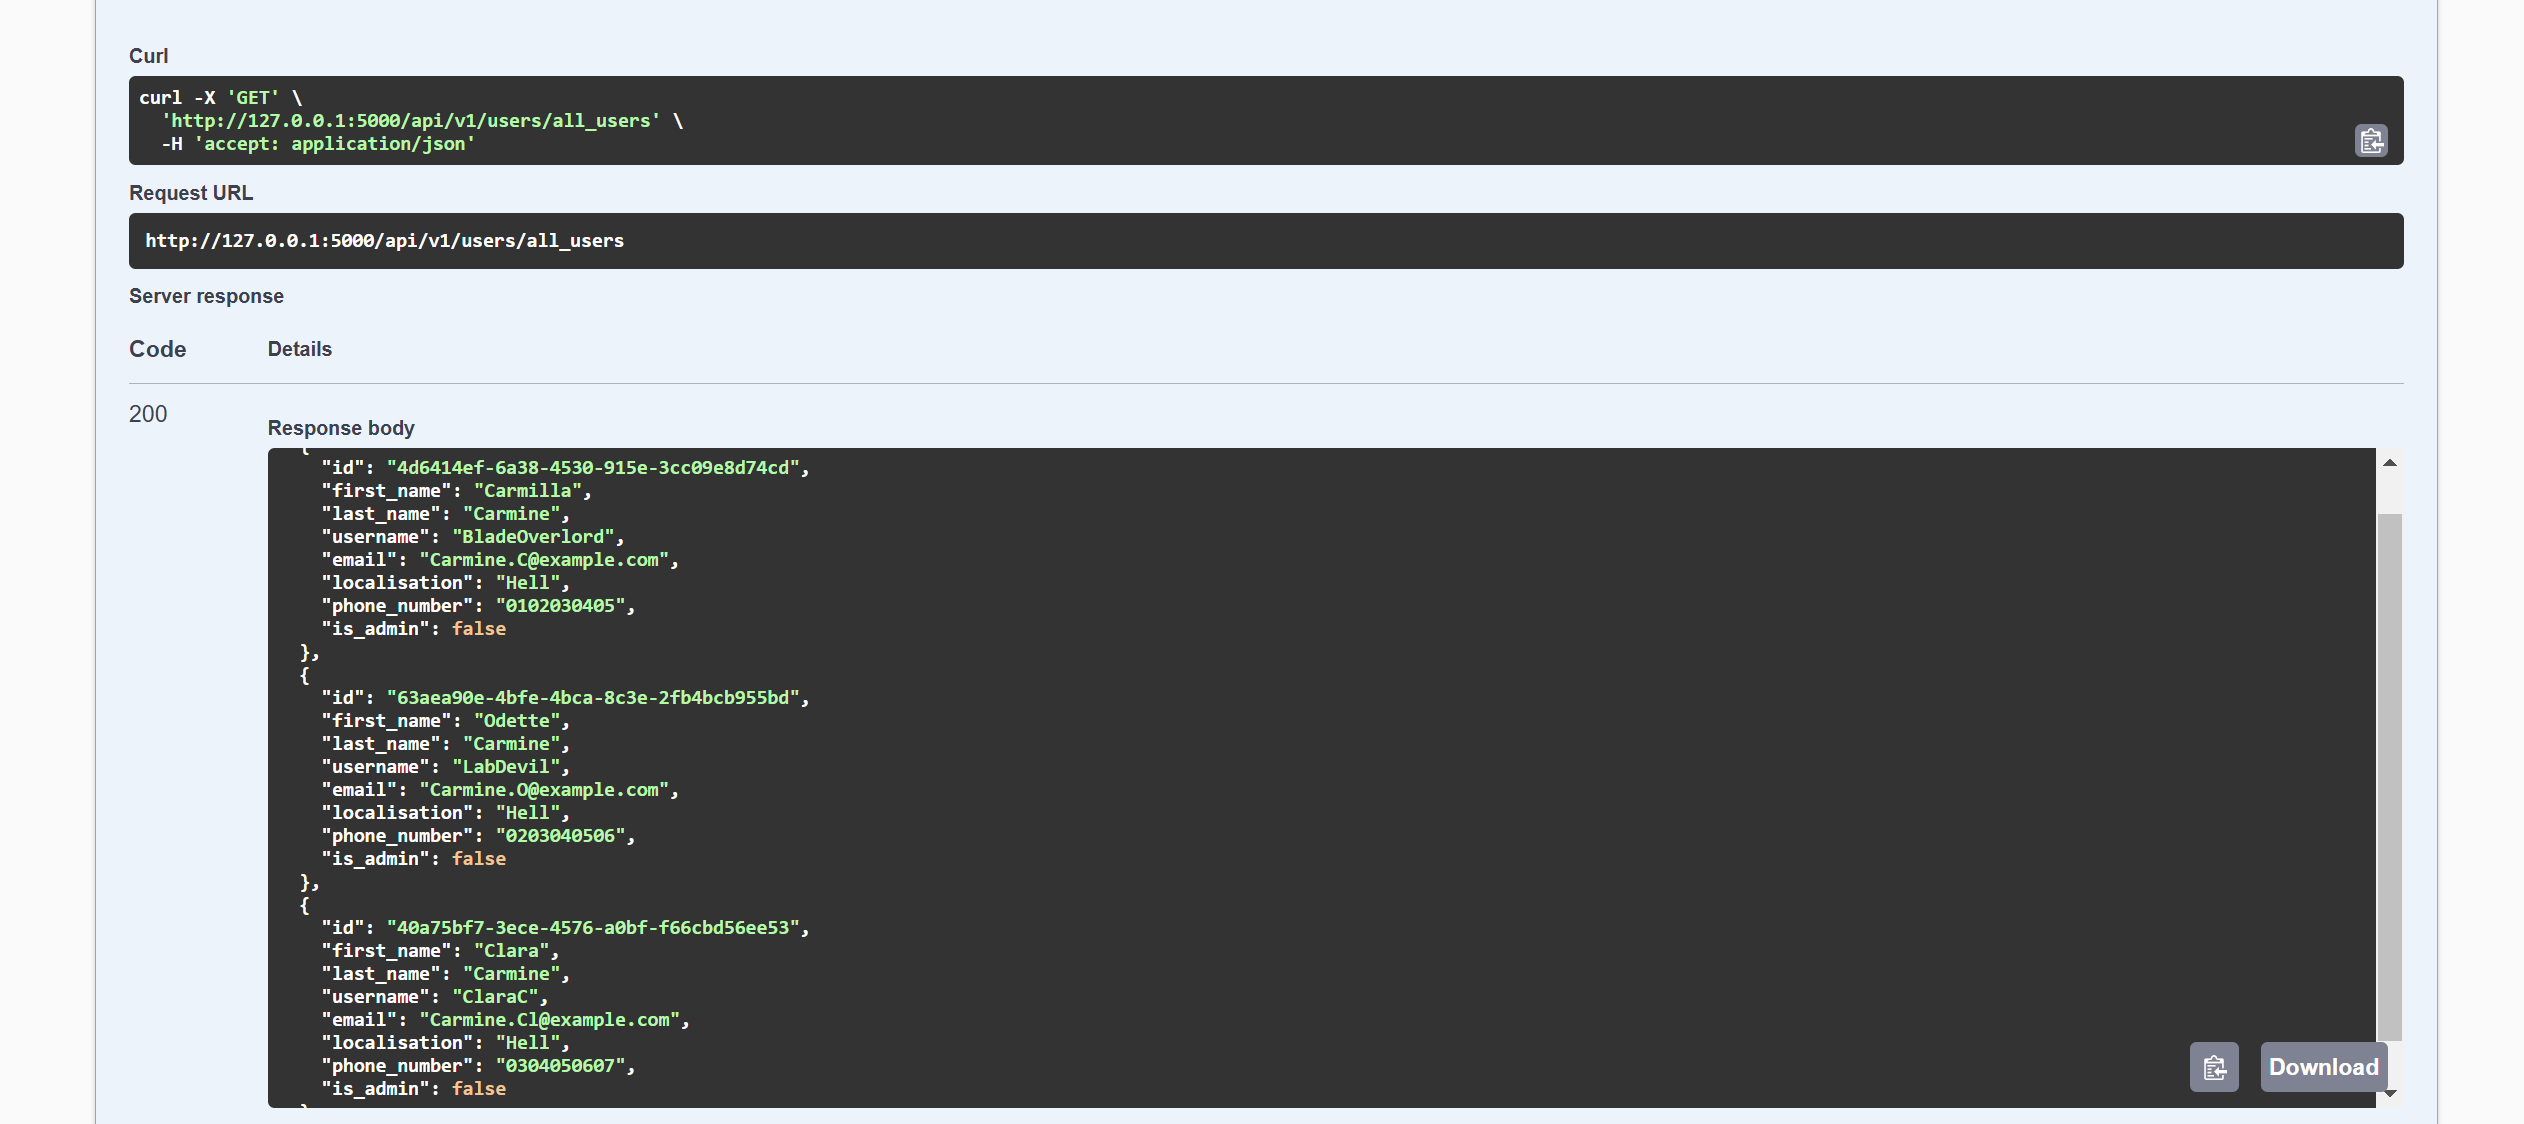 Curl
curl -X 'GET' \
  'http://127.0.0.1:5000/api/v1/users/all_users' \
  -H 'accept: application/json'
Request URL
http://127.0.0.1:5000/api/v1/users/all_users
Server response
Code Details
200
Response body
  {
    "id": "4d6414ef-6a38-4530-915e-3cc09e8d74cd",
    "first_name": "Carmilla",
    "last_name": "Carmine",
    "username": "BladeOverlord",
    "email": "Carmine.C@example.com",
    "localisation": "Hell",
    "phone_number": "0102030405",
    "is_admin": false
  },
  {
    "id": "63aea90e-4bfe-4bca-8c3e-2fb4bcb955bd",
    "first_name": "Odette",
    "last_name": "Carmine",
    "username": "LabDevil",
    "email": "Carmine.O@example.com",
    "localisation": "Hell",
    "phone_number": "0203040506",
    "is_admin": false
  },
  {
    "id": "40a75bf7-3ece-4576-a0bf-f66cbd56ee53",
    "first_name": "Clara",
    "last_name": "Carmine",
    "username": "ClaraC",
    "email": "Carmine.Cl@example.com",
    "localisation": "Hell",
    "phone_number": "0304050607",
    "is_admin": false
  }
Download